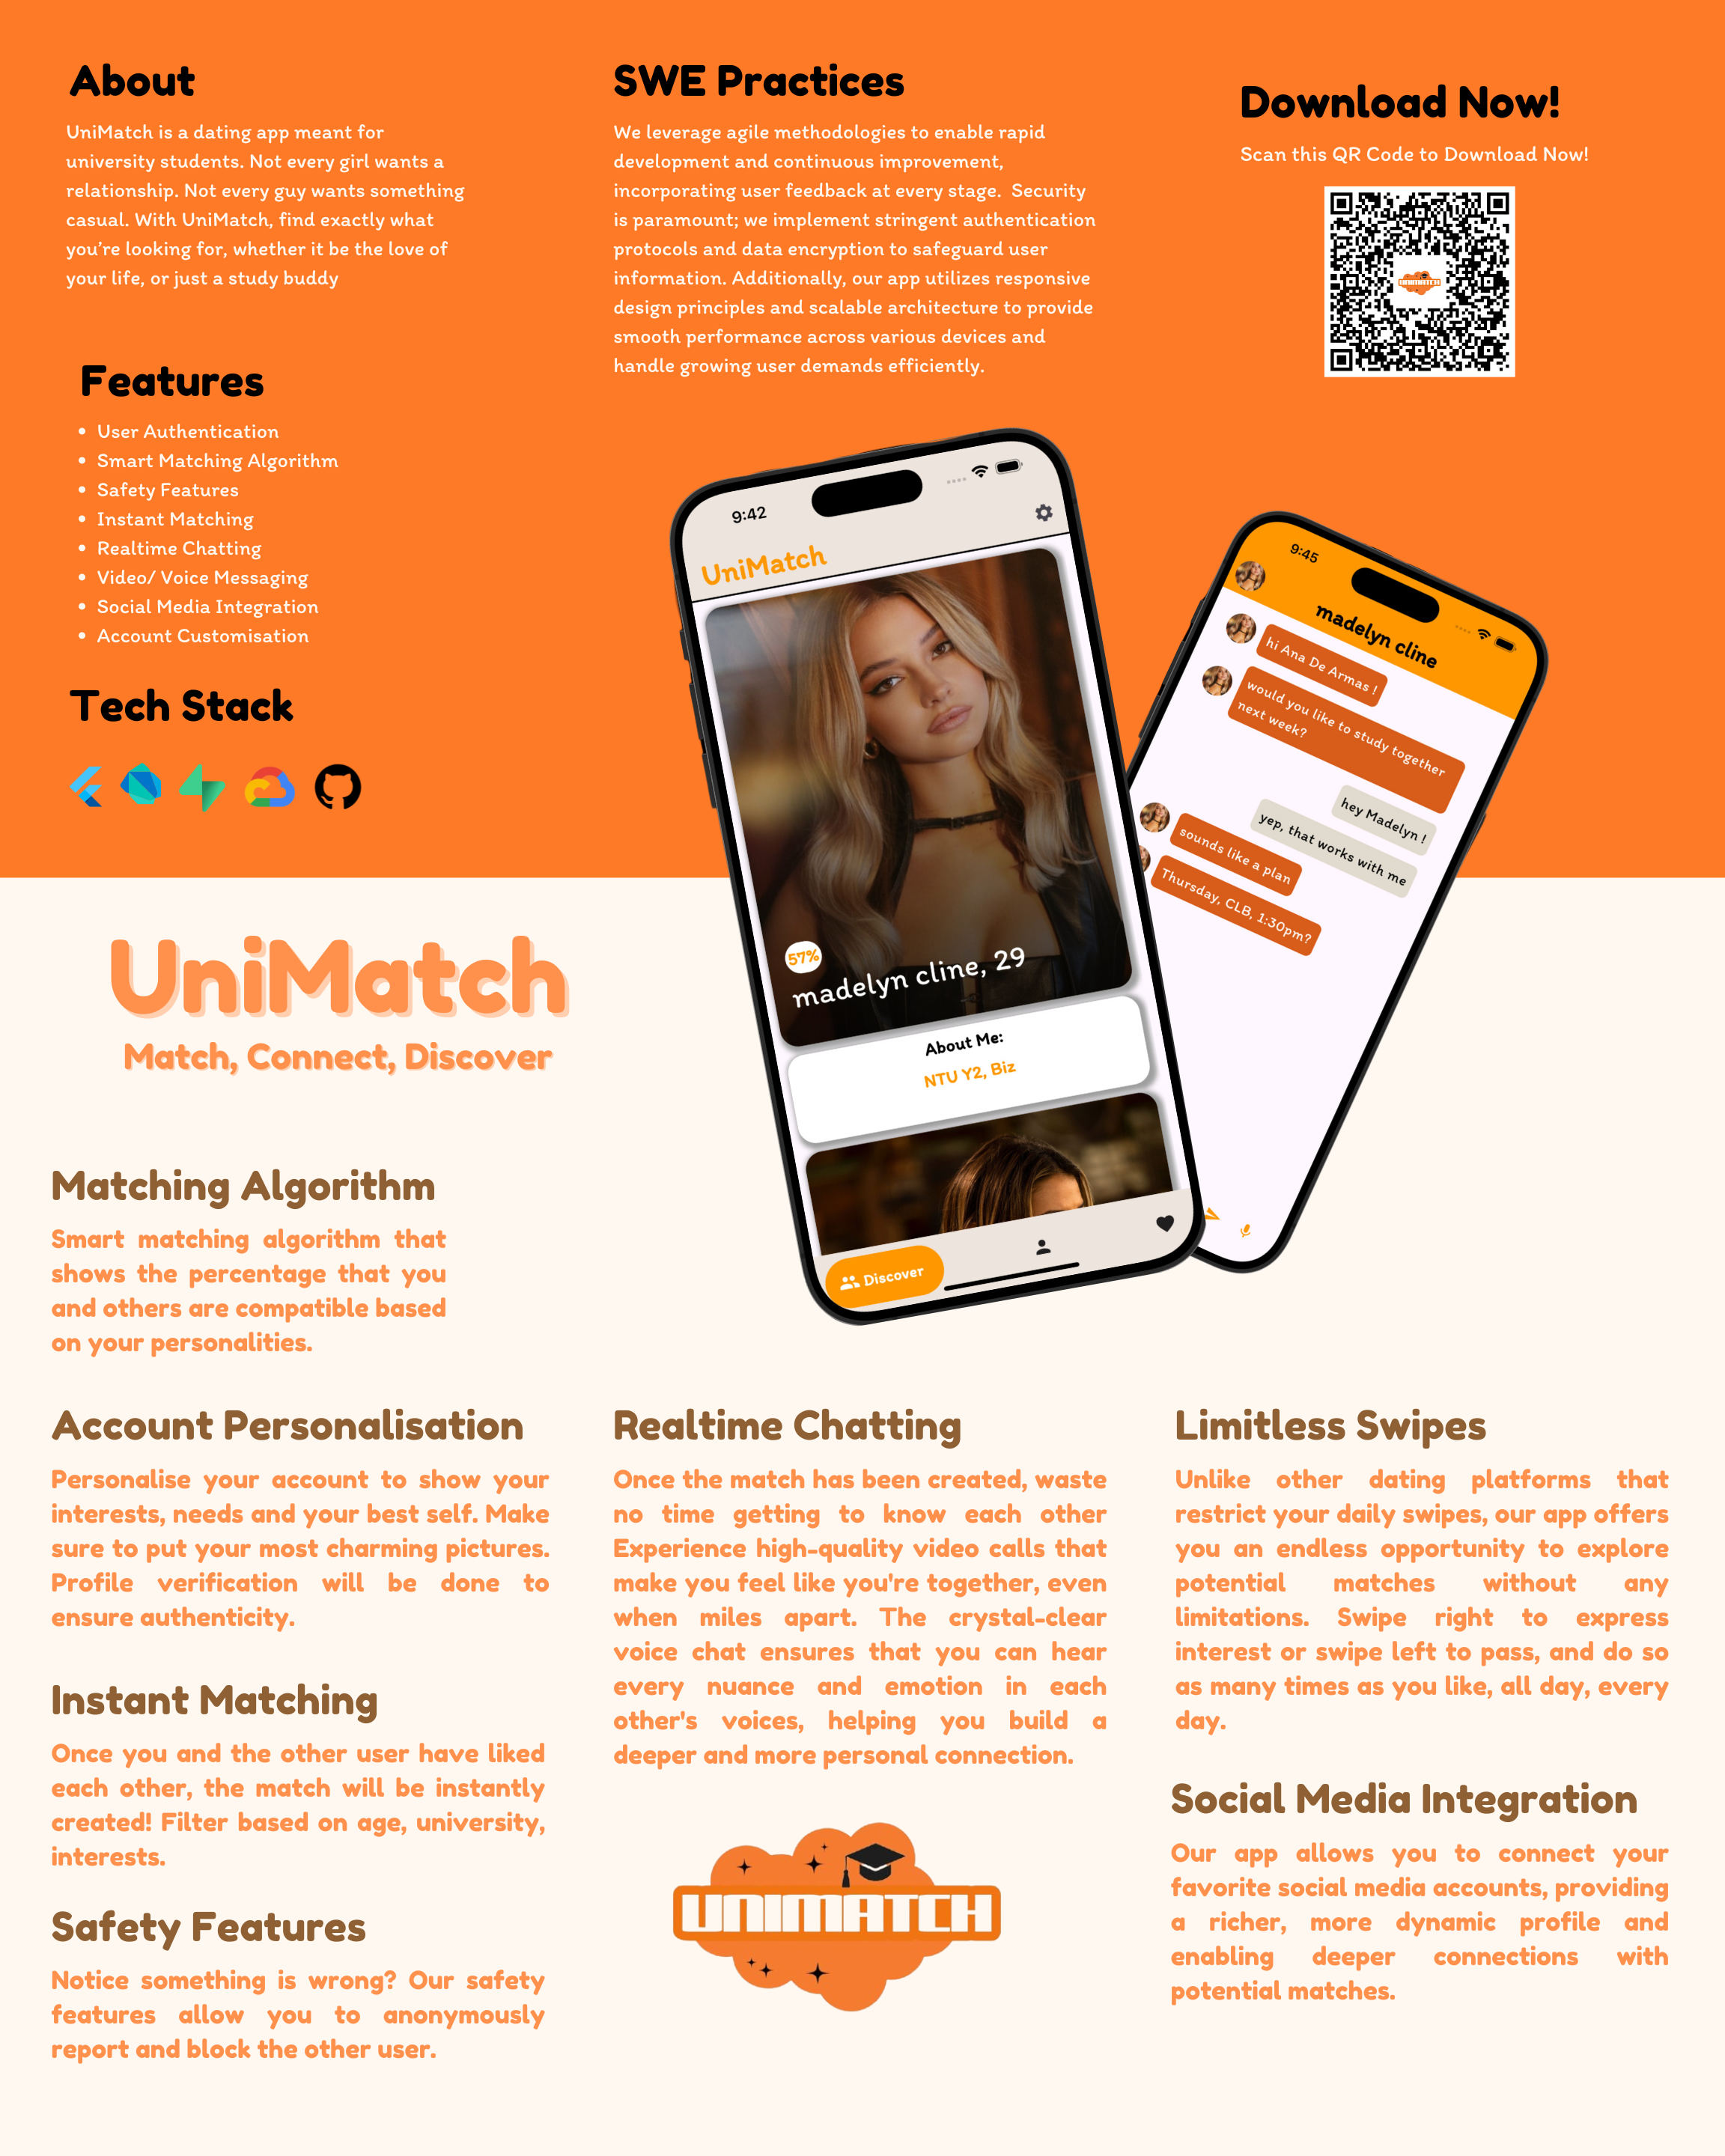 About
UniMatch is a dating app meant for
university students. Not every girl wants a
relationship. Not every guy wants something
casual. With UniMatch, find exactly what
you're looking for, whether it be the love of
your life, or just a study buddy
Features
User Authentication
Smart Matching Algorithm
Safety Features
Instant Matching
Realtime Chatting
Video/ Voice Messaging
Social Media Integration
Account Customisation
Tech Stack
SWE Practices
We leverage agile methodologies to enable rapid
development and continuous improvement,
incorporating user feedback at every stage.  Security
is paramount; we implement stringent authentication
protocols and data encryption to safeguard user
information. Additionally, our app utilizes responsive
design principles and scalable architecture to provide
smooth performance across various devices and
handle growing user demands efficiently.
Download Now!
Scan this QR Code to Download Now!
UNIMATCH
9:42
UniMatch
57%
madelyn cline, 29
About Me:
NTU Y2, Biz
Discover
9:45
madelyn cline
hi Ana De Armas !
would you like to study together
next week?
hey Madelyn !
yep, that works with me
sounds like a plan
Thursday, CLB, 1:30pm?
UniMatch
Match, Connect, Discover
Matching Algorithm
Smart matching algorithm that
shows the percentage that you
and others are compatible based
on your personalities.
Account Personalisation
Personalise your account to show your
interests, needs and your best self. Make
sure to put your most charming pictures.
Profile verification will be done to
ensure authenticity.
Instant Matching
Once you and the other user have liked
each other, the match will be instantly
created! Filter based on age, university,
interests.
Safety Features
Notice something is wrong? Our safety
features allow you to anonymously
report and block the other user.
Realtime Chatting
Once the match has been created, waste
no time getting to know each other
Experience high-quality video calls that
make you feel like you're together, even
when miles apart. The crystal-clear
voice chat ensures that you can hear
every nuance and emotion in each
other's voices, helping you build a
deeper and more personal connection.
UNIMATCH
Limitless Swipes
Unlike other dating platforms that
restrict your daily swipes, our app offers
you an endless opportunity to explore
potential matches without any
limitations. Swipe right to express
interest or swipe left to pass, and do so
as many times as you like, all day, every
day.
Social Media Integration
Our app allows you to connect your
favorite social media accounts, providing
a richer, more dynamic profile and
enabling deeper connections with
potential matches.